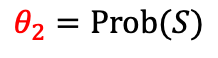 θ₂ = Prob(S)